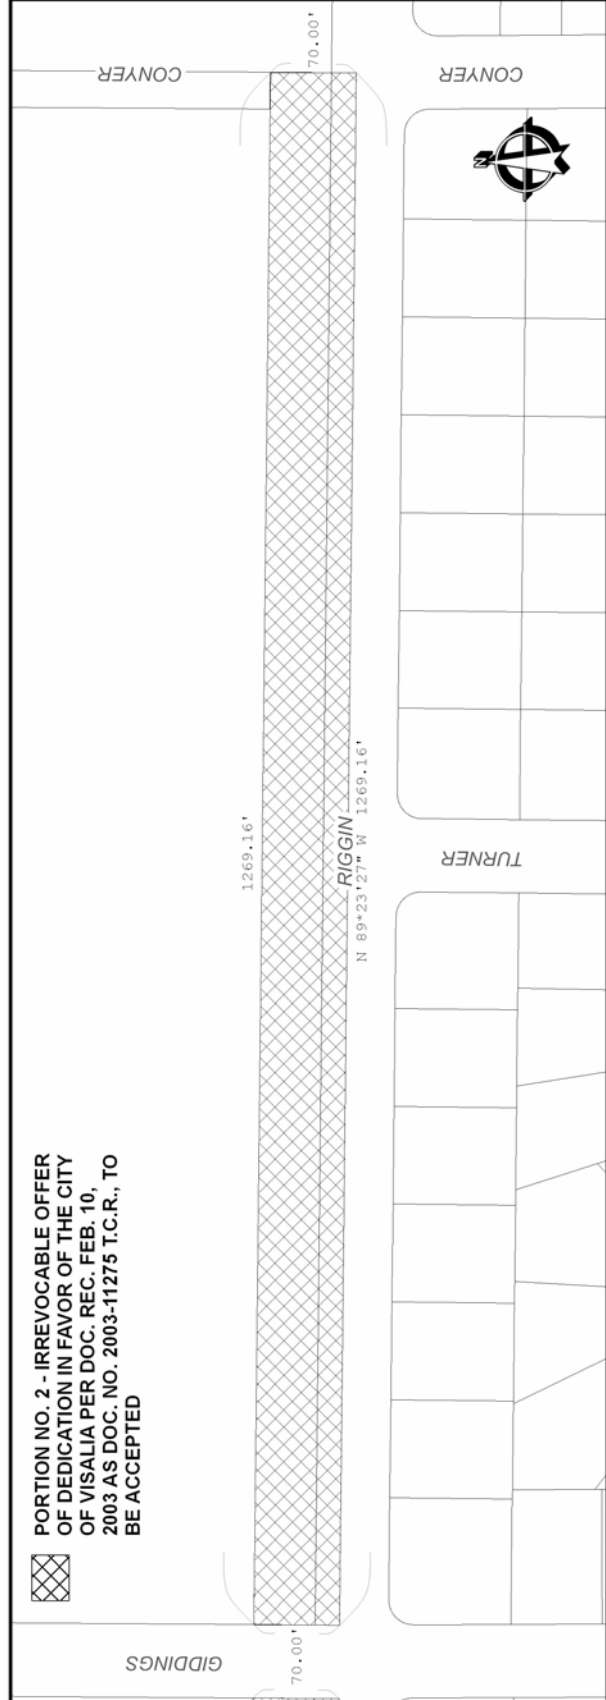 PORTION NO. 2 - IRREVOCABLE OFFER
OF DEDICATION IN FAVOR OF THE CITY
OF VISALIA PER DOC. REC. FEB. 10,
2003 AS DOC. NO. 2003-11275 T.C.R., TO
BE ACCEPTED
GIDDINGS
70.00'
1269.16'
RIGGIN
N 89*23'27" W 1269.16'
TURNER
CONYER
70.00'
CONYER
N